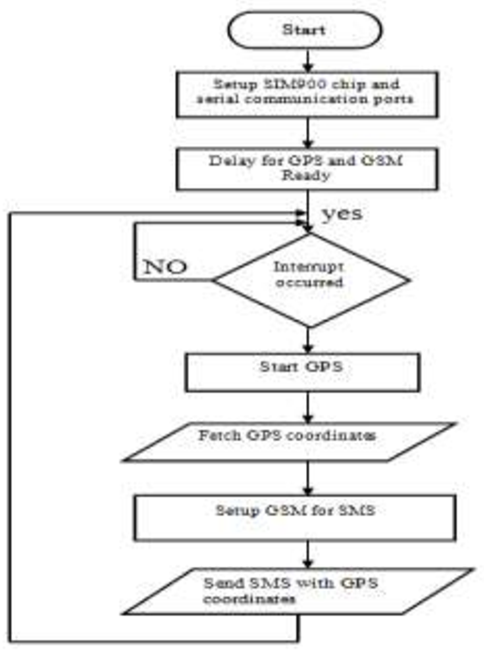 Start
Setup SIM900 chip and
serial communication ports
Delay for GPS and GSM
Ready
yes
NO
Interrupt
occurred
Start GPS
Fetch GPS coordinates
Setup GSM for SMS
Send SMS with GPS
coordinates